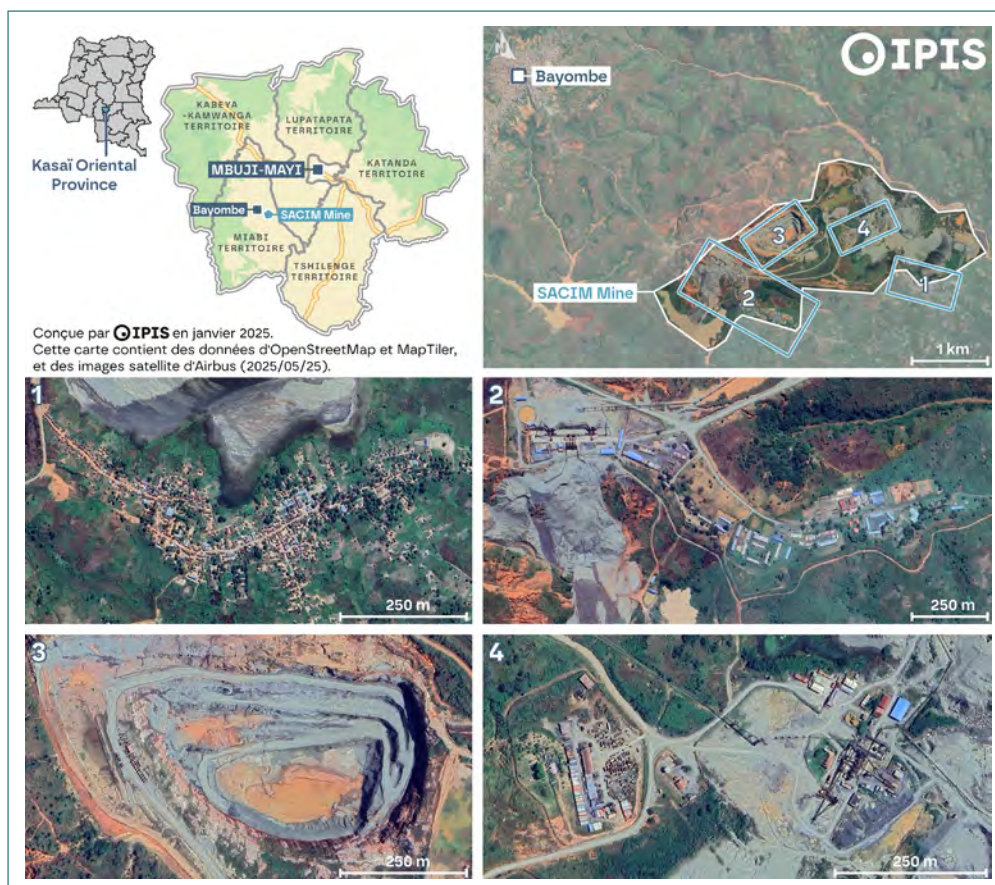 Kasaï Oriental
Province
KABEYA
-KAMWANGA
TERRITOIRE
LUPATAPATA
TERRITOIRE
MBUJI-MAYI
KATANDA
TERRITOIRE
Bayombe
SACIM Mine
MIABI
TERRITOIRE
TSHILENGE
TERRITOIRE
Conçue par IPIS en janvier 2025.
Cette carte contient des données d'OpenStreetMap et MapTiler,
et des images satellite d'Airbus (2025/05/25).
N
IPIS
Bayombe
3
4
1
2
SACIM Mine
1 km
1
250 m
2
250 m
3
250 m
4
250 m